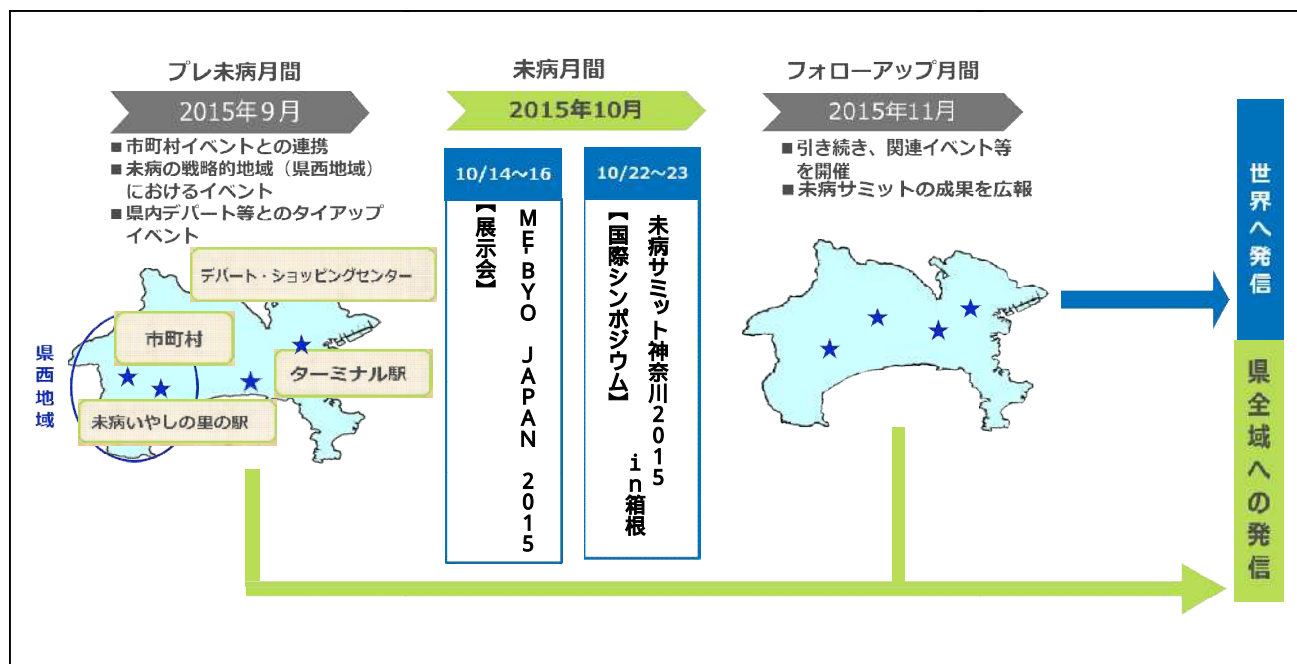 プレ未病月間
2015年9月
■市町村イベントとの連携
■未病の戦略的地域(県西地域)
におけるイベント
■県内デパート等とのタイアップ
イベント
デパート・ショッピングセンター
市町村
ターミナル駅
未病いやしの里の駅
県西地域
未病月間
2015年10月
10/14～16
ME-BYO JAPAN 2015
【展示会】
10/22～23
未病サミット神奈川2015
in箱根
【国際シンポジウム】
フォローアップ月間
2015年11月
■引き続き、関連イベント等
を開催
■未病サミットの成果を広報
世界へ発信
県全域への発信